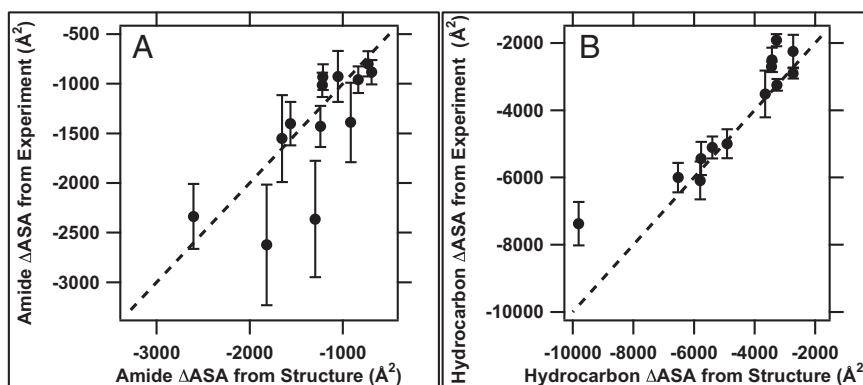 A
Amide ΔASA from Experiment (Å²)
-500
-1000
-1500
-2000
-2500
-3000
-3000 -2000 -1000
Amide ΔASA from Structure (Å²)
B
Hydrocarbon ΔASA from Experiment (Å²)
-2000
-4000
-6000
-8000
-10000
-10000 -8000 -6000 -4000 -2000
Hydrocarbon ΔASA from Structure (Å²)